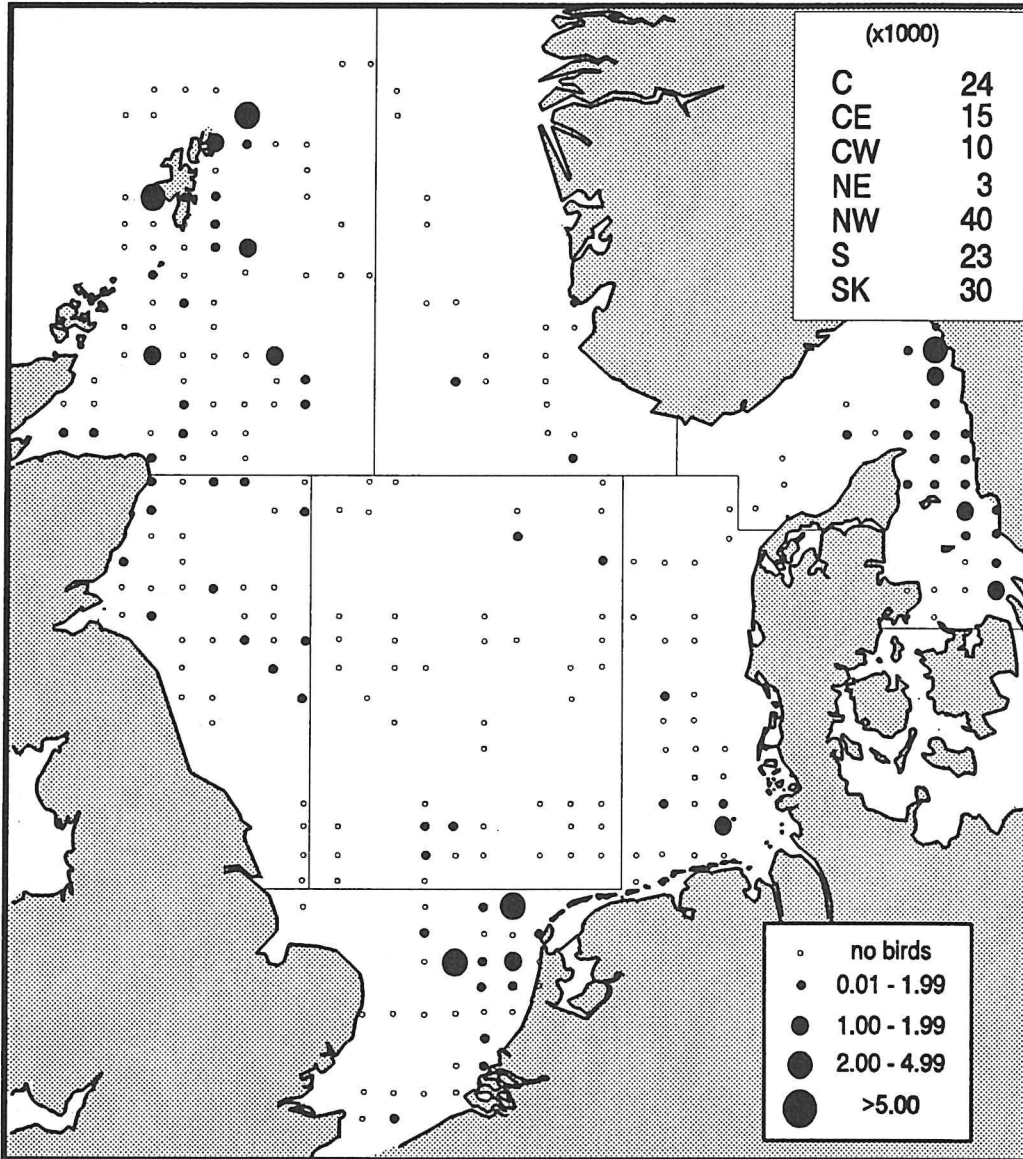 (x1000)
C 24
CE 15
CW 10
NE 3
NW 40
S 23
SK 30
no birds
0.01 - 1.99
1.00 - 1.99
2.00 - 4.99
>5.00